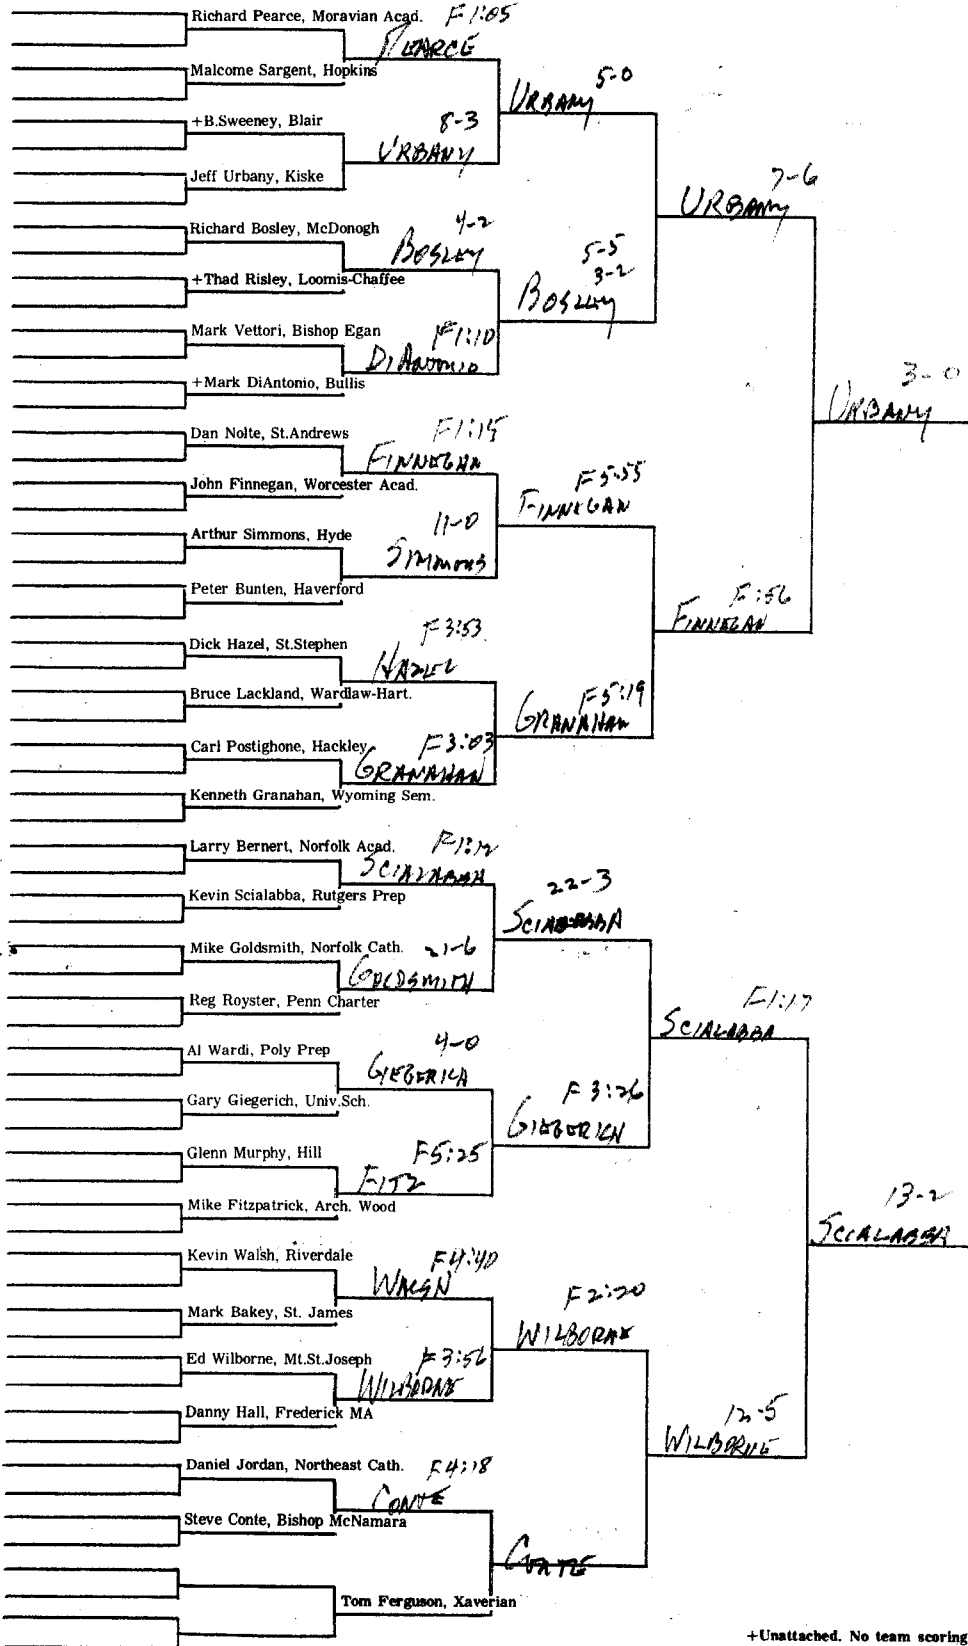 Richard Pearce, Moravian Acad. F 1:05
PEARCE
Malcome Sargent, Hopkins
5-0
URBANY
+B.Sweeney, Blair
8-3
URBANY
Jeff Urbany, Kiske
7-6
URBANY
Richard Bosley, McDonogh
4-2
BOSLEY
5-5
3-2
+Thad Risley, Loomis-Chaffee
BOSLEY
Mark Vettori, Bishop Egan
F1:10
DIANTONIO
+Mark DiAntonio, Bullis
3-0
URBANY
Dan Nolte, St.Andrews
F1:15
FINNEGAN
John Finnegan, Worcester Acad.
F5:55
FINNEGAN
Arthur Simmons, Hyde
11-0
SIMMONS
Peter Bunten, Haverford
F:56
FINNEGAN
Dick Hazel, St.Stephen
F3:53
HAZEL
Bruce Lackland, Wardlaw-Hart.
F5:19
GRANAHAN
Carl Postighone, Hackley
F3:03
GRANAHAN
Kenneth Granahan, Wyoming Sem.
Larry Bernert, Norfolk Acad.
F1:12
SCIALABBA
Kevin Scialabba, Rutgers Prep
22-3
SCIALABBA
Mike Goldsmith, Norfolk Cath.
21-6
GOLDSMITH
Reg Royster, Penn Charter
F1:17
SCIALABBA
Al Wardi, Poly Prep
4-0
GIEGERICH
Gary Giegerich, Univ.Sch.
F3:26
GIEGERICH
Glenn Murphy, Hill
F5:25
FITZ
Mike Fitzpatrick, Arch. Wood
13-2
SCIALABBA
Kevin Walsh, Riverdale
F4:40
WALSH
Mark Bakey, St. James
F2:20
WILBORNE
Ed Wilborne, Mt.St.Joseph
F3:56
WILBORNE
Danny Hall, Frederick MA
12-5
WILBORNE
Daniel Jordan, Northeast Cath.
F4:18
CONTE
Steve Conte, Bishop McNamara
CONTE
Tom Ferguson, Xaverian
+Unattached. No team scoring